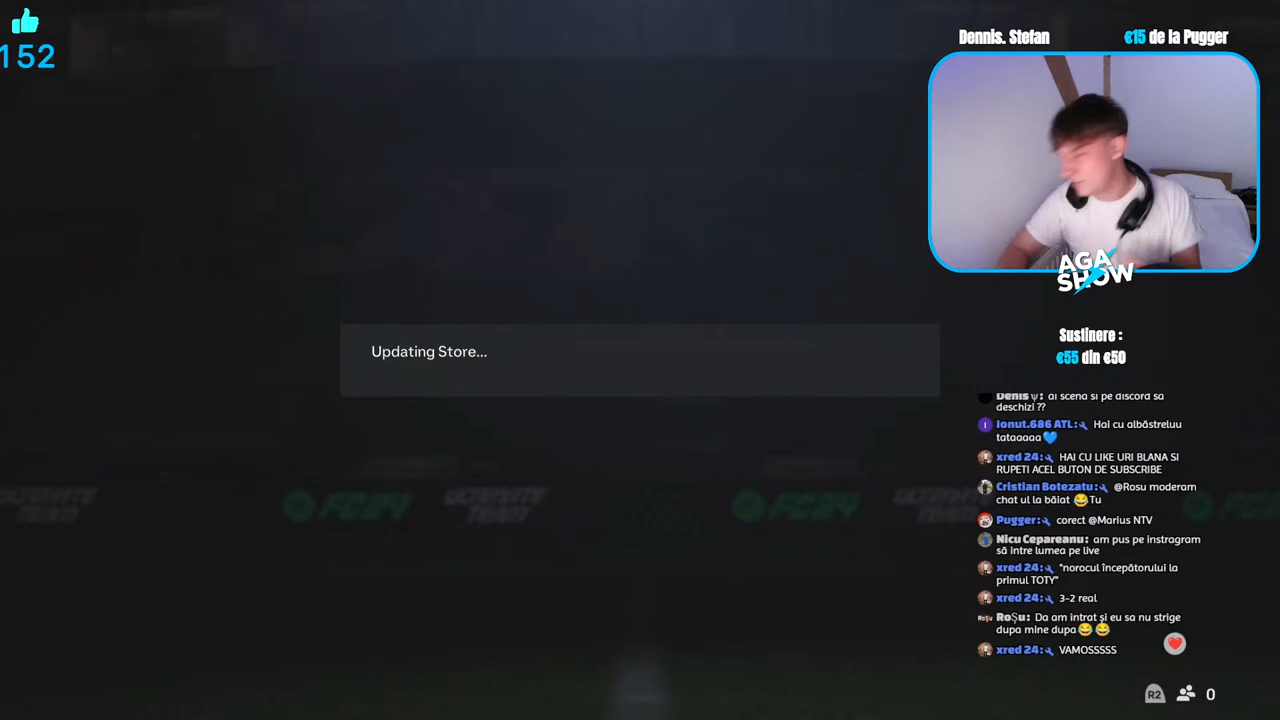 152
Dennis. Stefan
€15 de la Pugger
AGA
SHOW
Sustinere :
€55 din €50
Updating Store...
Denis ψ: ai scena si pe discord sa
deschizi ??
Ionut.686 ATL: Hai cu albăstreluu
tataaaaa💙
xred 24: HAI CU LIKE URI BLANA SI
RUPETI ACEL BUTON DE SUBSCRIBE
Cristian Botezatu: @Rosu moderam
chat ul la băiat 😂Tu
Pugger: corect @Marius NTV
Nicu Cepareanu: am pus pe instragram
să intre lumea pe live
xred 24: "norocul începătorului la
primul TOTY"
xred 24: 3-2 real
RoȘu: Da am intrat și eu sa nu strige
dupa mine dupa😂😂
xred 24: VAMOSSSSS
FC24
ULTIMATE
TEAM
FC24
R2
0